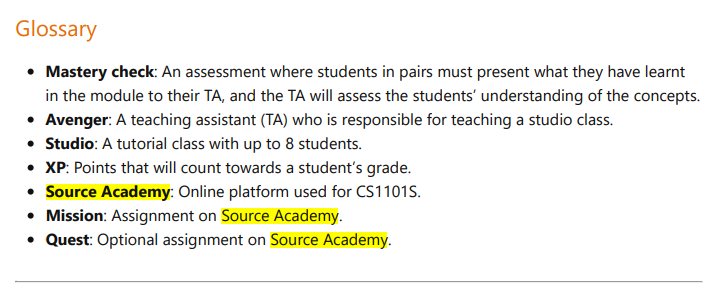 Glossary
• Mastery check: An assessment where students in pairs must present what they have learnt
in the module to their TA, and the TA will assess the students’ understanding of the concepts.
• Avenger: A teaching assistant (TA) who is responsible for teaching a studio class.
• Studio: A tutorial class with up to 8 students.
• XP: Points that will count towards a student’s grade.
• Source Academy: Online platform used for CS1101S.
• Mission: Assignment on Source Academy.
• Quest: Optional assignment on Source Academy.